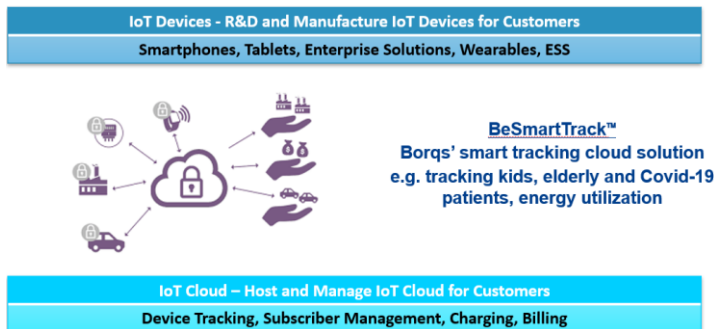 IoT Devices - R&D and Manufacture IoT Devices for Customers
Smartphones, Tablets, Enterprise Solutions, Wearables, ESS
BeSmartTrack™
Borqs’ smart tracking cloud solution
e.g. tracking kids, elderly and Covid-19
patients, energy utilization
IoT Cloud – Host and Manage IoT Cloud for Customers
Device Tracking, Subscriber Management, Charging, Billing